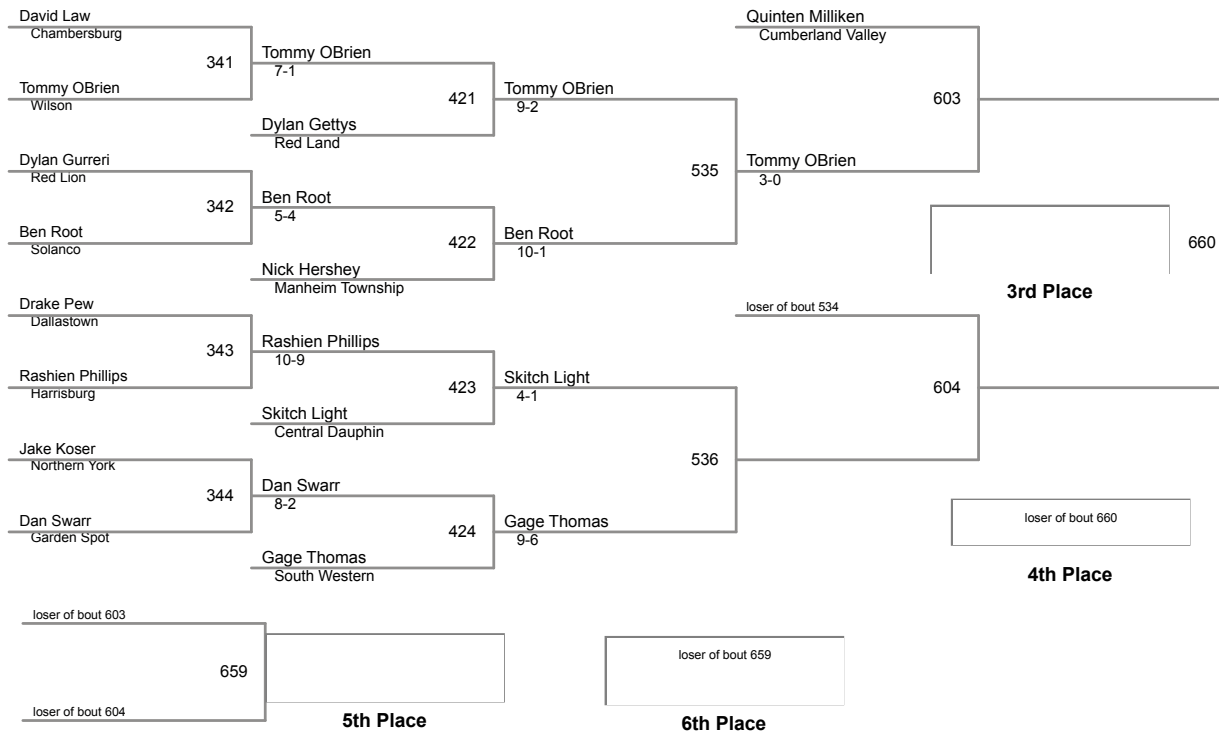 David Law
Chambersburg
341
Tommy OBrien
Wilson
Tommy OBrien
7-1
421
Dylan Gettys
Red Land
Tommy OBrien
9-2
Dylan Gurreri
Red Lion
342
Ben Root
Solanco
Ben Root
5-4
422
Nick Hershey
Manheim Township
Ben Root
10-1
535
Quinten Milliken
Cumberland Valley
603
Tommy OBrien
3-0
660
3rd Place
Drake Pew
Dallastown
343
Rashien Phillips
Harrisburg
Rashien Phillips
10-9
423
Skitch Light
Central Dauphin
Skitch Light
4-1
Jake Koser
Northern York
344
Dan Swarr
Garden Spot
Dan Swarr
8-2
424
Gage Thomas
South Western
Gage Thomas
9-6
536
loser of bout 534
604
loser of bout 660
4th Place
loser of bout 603
659
loser of bout 604
5th Place
loser of bout 659
6th Place